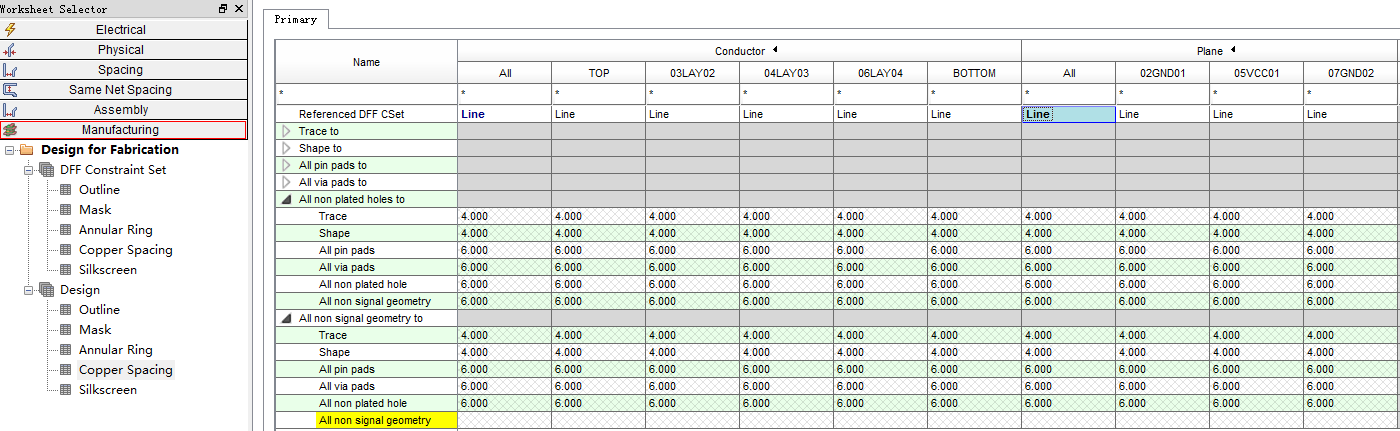 Worksheet Selector
Electrical
Physical
Spacing
Same Net Spacing
Assembly
Manufacturing
Design for Fabrication
DFF Constraint Set
Outline
Mask
Annular Ring
Copper Spacing
Silkscreen
Design
Outline
Mask
Annular Ring
Copper Spacing
Silkscreen
Primary
Name Conductor Plane
All TOP 03LAY02 04LAY03 06LAY04 BOTTOM All 02GND01 05VCC01 07GND02
* * * * * * * * * * *
Referenced DFF CSet Line Line Line Line Line Line Line Line Line Line
Trace to
Shape to
All pin pads to
All via pads to
All non plated holes to
Trace 4.000 4.000 4.000 4.000 4.000 4.000 4.000 4.000 4.000 4.000
Shape 4.000 4.000 4.000 4.000 4.000 4.000 4.000 4.000 4.000 4.000
All pin pads 6.000 6.000 6.000 6.000 6.000 6.000 6.000 6.000 6.000 6.000
All via pads 6.000 6.000 6.000 6.000 6.000 6.000 6.000 6.000 6.000 6.000
All non plated hole 6.000 6.000 6.000 6.000 6.000 6.000 6.000 6.000 6.000 6.000
All non signal geometry 6.000 6.000 6.000 6.000 6.000 6.000 6.000 6.000 6.000 6.000
All non signal geometry to
Trace 4.000 4.000 4.000 4.000 4.000 4.000 4.000 4.000 4.000 4.000
Shape 4.000 4.000 4.000 4.000 4.000 4.000 4.000 4.000 4.000 4.000
All pin pads 6.000 6.000 6.000 6.000 6.000 6.000 6.000 6.000 6.000 6.000
All via pads 6.000 6.000 6.000 6.000 6.000 6.000 6.000 6.000 6.000 6.000
All non plated hole 6.000 6.000 6.000 6.000 6.000 6.000 6.000 6.000 6.000 6.000
All non signal geometry